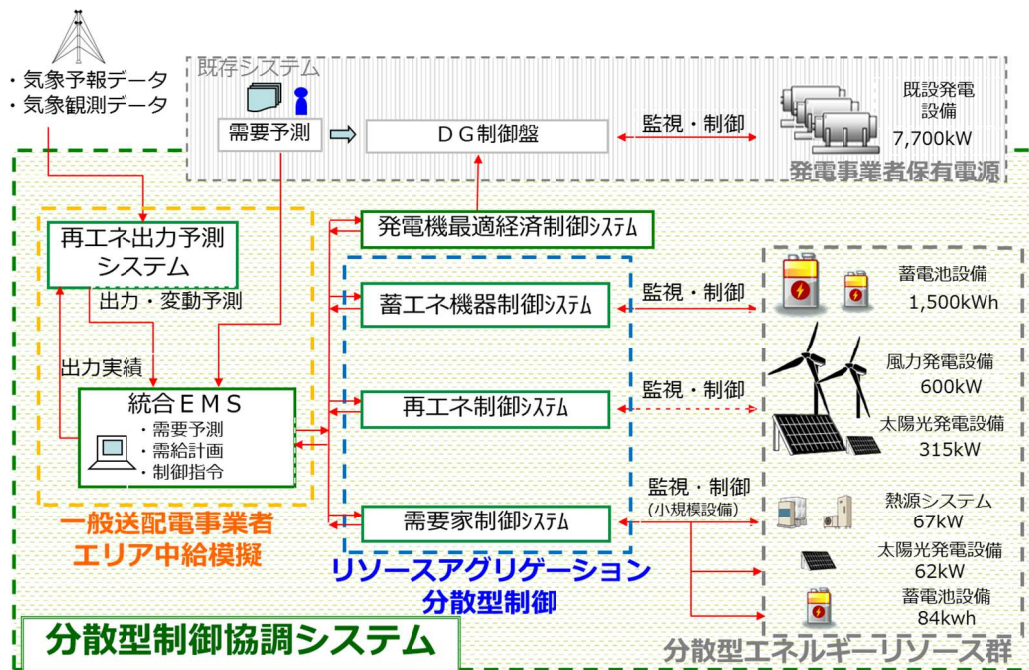 ・気象予報データ
・気象観測データ
既存システム
需要予測
ＤＧ制御盤
監視・制御
既設発電
設備
7,700kW
発電事業者保有電源
再エネ出力予測
システム
出力・変動予測
出力実績
統合ＥＭＳ
・需要予測
・需給計画
・制御指令
一般送配電事業者
エリア中給模擬
発電機最適経済制御ｼｽﾃﾑ
蓄エネ機器制御ｼｽﾃﾑ
再エネ制御ｼｽﾃﾑ
需要家制御ｼｽﾃﾑ
リソースアグリゲーション
分散型制御
監視・制御
監視・制御
監視・制御
(小規模設備)
蓄電池設備
1,500kWh
風力発電設備
600kW
太陽光発電設備
315kW
熱源システム
67kW
太陽光発電設備
62kW
蓄電池設備
84kwh
分散型エネルギーリソース群
分散型制御協調システム